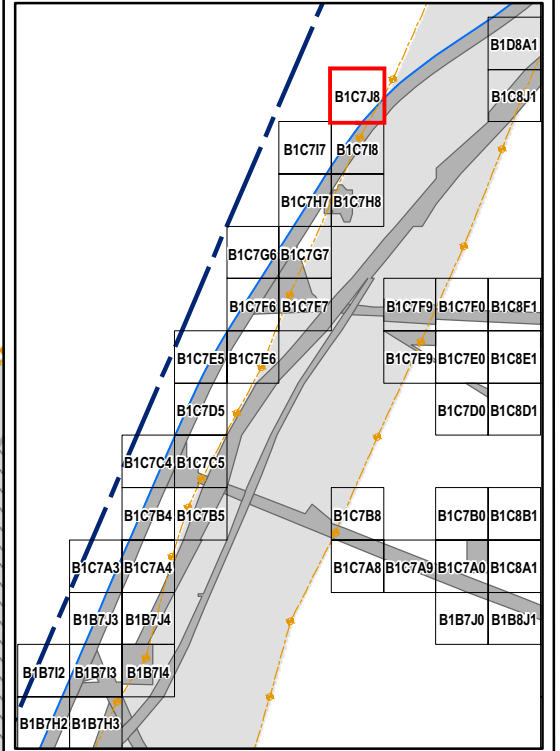 B1D8A1
B1C7J8 B1C8J1
B1C7I7 B1C7I8
B1C7H7 B1C7H8
B1C7G6 B1C7G7
B1C7F6 B1C7F7 B1C7F9 B1C7F0 B1C8F1
B1C7E5 B1C7E6 B1C7E9 B1C7E0 B1C8E1
B1C7D5 B1C7D0 B1C8D1
B1C7C4 B1C7C5
B1C7B4 B1C7B5 B1C7B8 B1C7B0 B1C8B1
B1C7A3 B1C7A4 B1C7A8 B1C7A9 B1C7A0 B1C8A1
B1B7J3 B1B7J4 B1B7J0 B1B8J1
B1B7I2 B1B7I3 B1B7I4
B1B7H2 B1B7H3